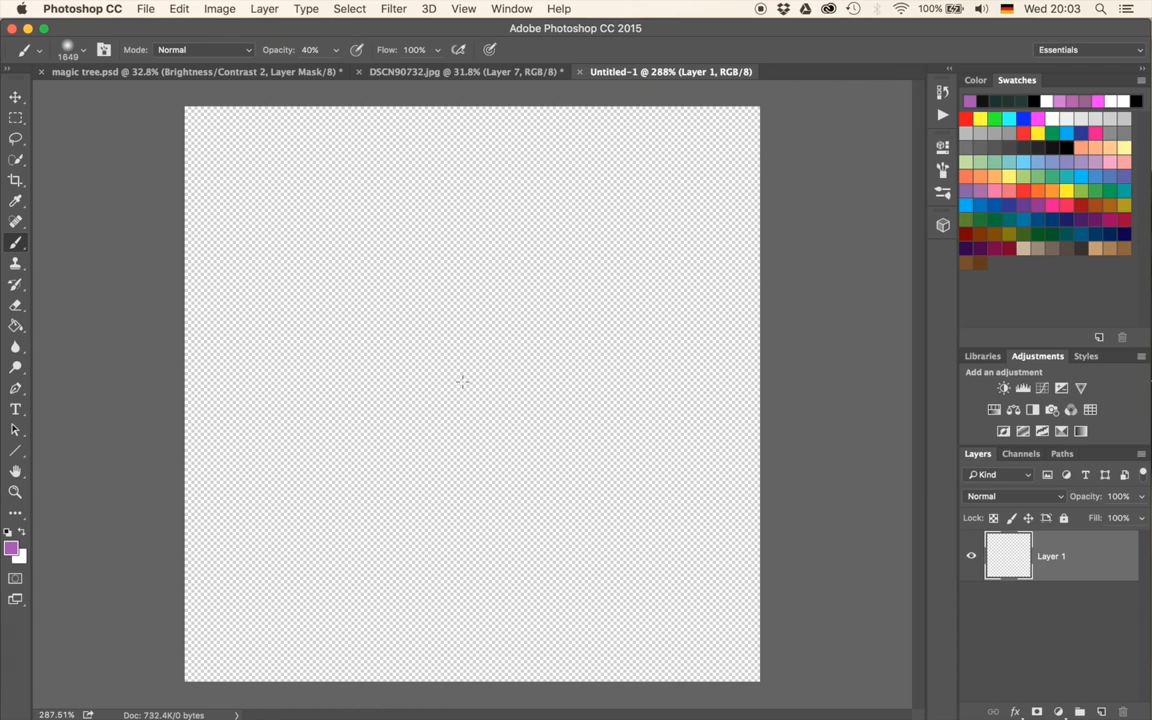 Photoshop CC File Edit Image Layer Type Select Filter 3D View Window Help 100% Wed 20:03
Adobe Photoshop CC 2015
1649 Mode: Normal Opacity: 40% Flow: 100% Essentials
magic tree.psd @ 32.8% (Brightness/Contrast 2, Layer Mask/8) * DSCN90732.jpg @ 31.8% (Layer 7, RGB/8) * Untitled-1 @ 288% (Layer 1, RGB/8)
Color Swatches
Libraries Adjustments Styles
Add an adjustment
Layers Channels Paths
Kind
Normal Opacity: 100%
Lock: Fill: 100%
Layer 1
287.51% Doc: 732.4K/0 bytes